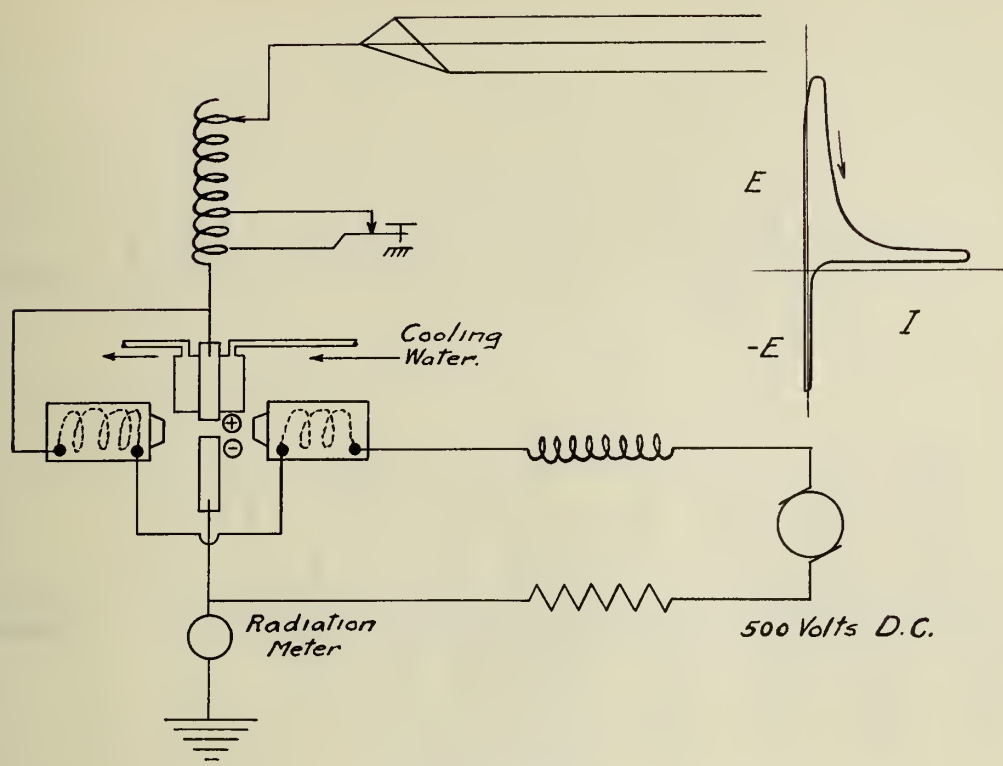 E
-E
I
Cooling
Water.
+
-
Radiation
Meter
500 Volts D.C.